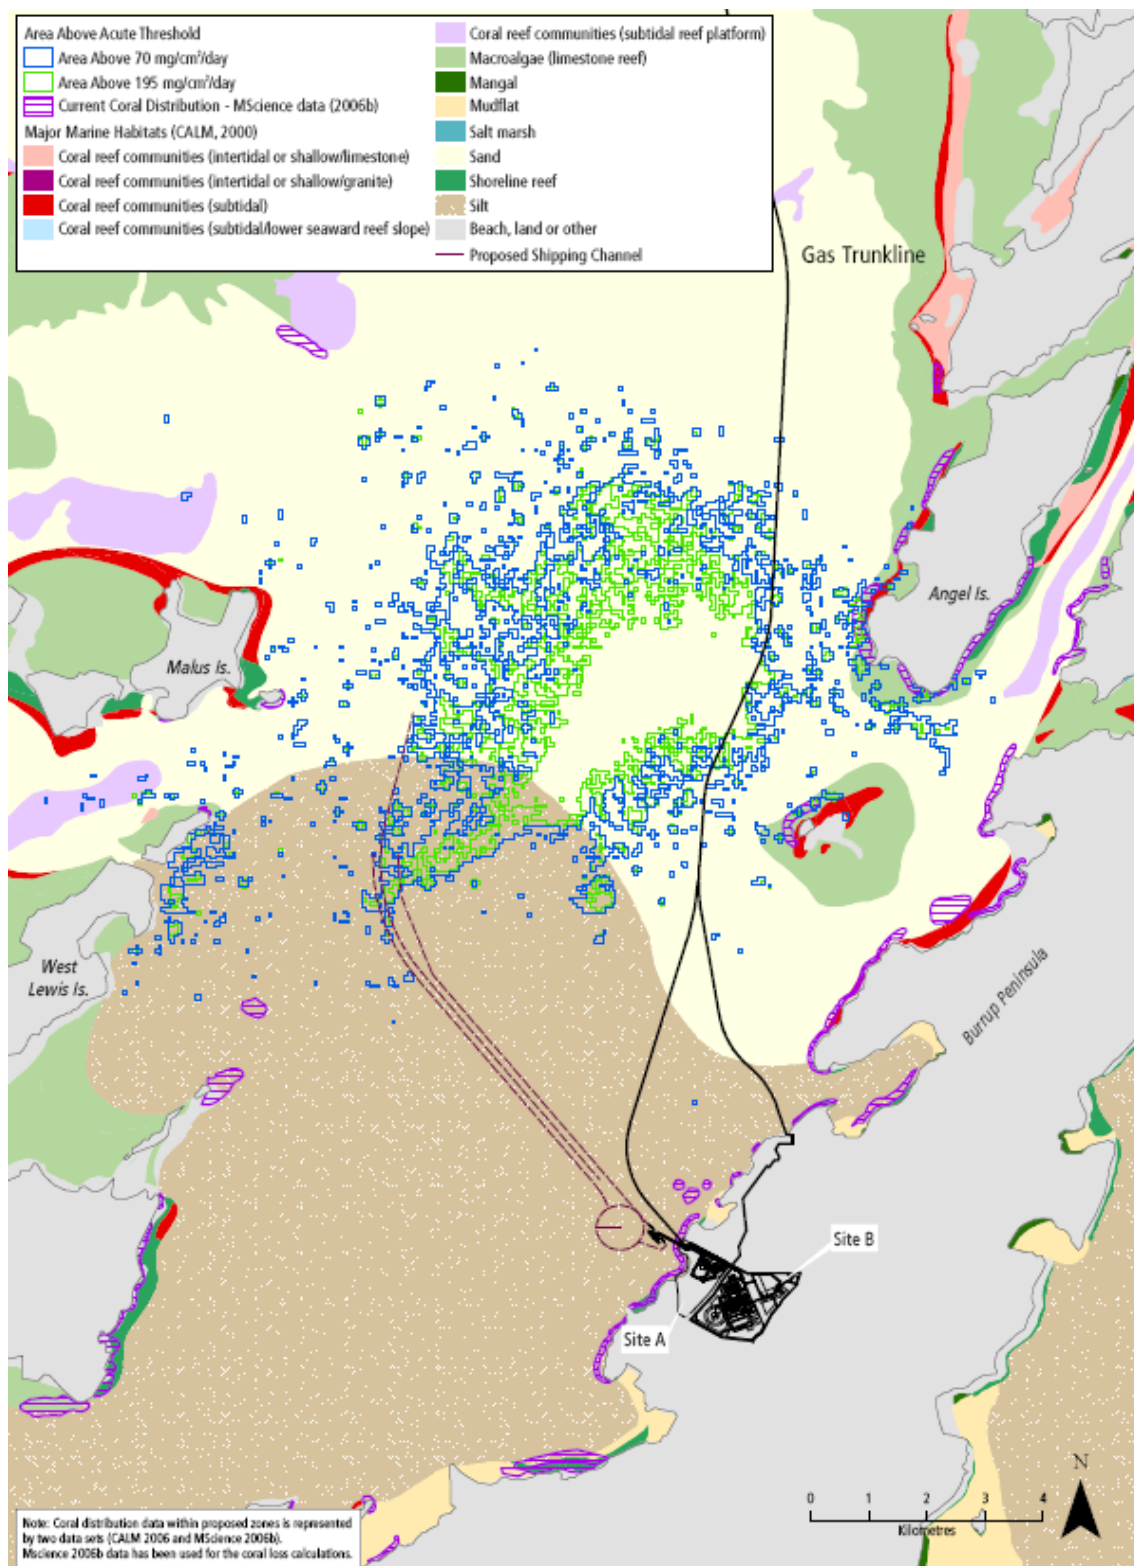 Area Above Acute Threshold
Area Above 70 mg/cm²/day
Area Above 195 mg/cm²/day
Current Coral Distribution - MScience data (2006b)
Major Marine Habitats (CALM, 2000)
Coral reef communities (intertidal or shallow/limestone)
Coral reef communities (intertidal or shallow/granite)
Coral reef communities (subtidal)
Coral reef communities (subtidal/lower seaward reef slope)
Coral reef communities (subtidal reef platform)
Macroalgae (limestone reef)
Mangal
Mudflat
Salt marsh
Sand
Shoreline reef
Silt
Beach, land or other
Proposed Shipping Channel
Gas Trunkline
Angel Is.
Malus Is.
West
Lewis Is.
Burrup Peninsula
Site B
Site A
N
0 1 2 3 4
Kilometres
Note: Coral distribution data within proposed zones is represented
by two data sets (CALM 2006 and MScience 2006b).
Mscience 2006b data has been used for the coral loss calculations.